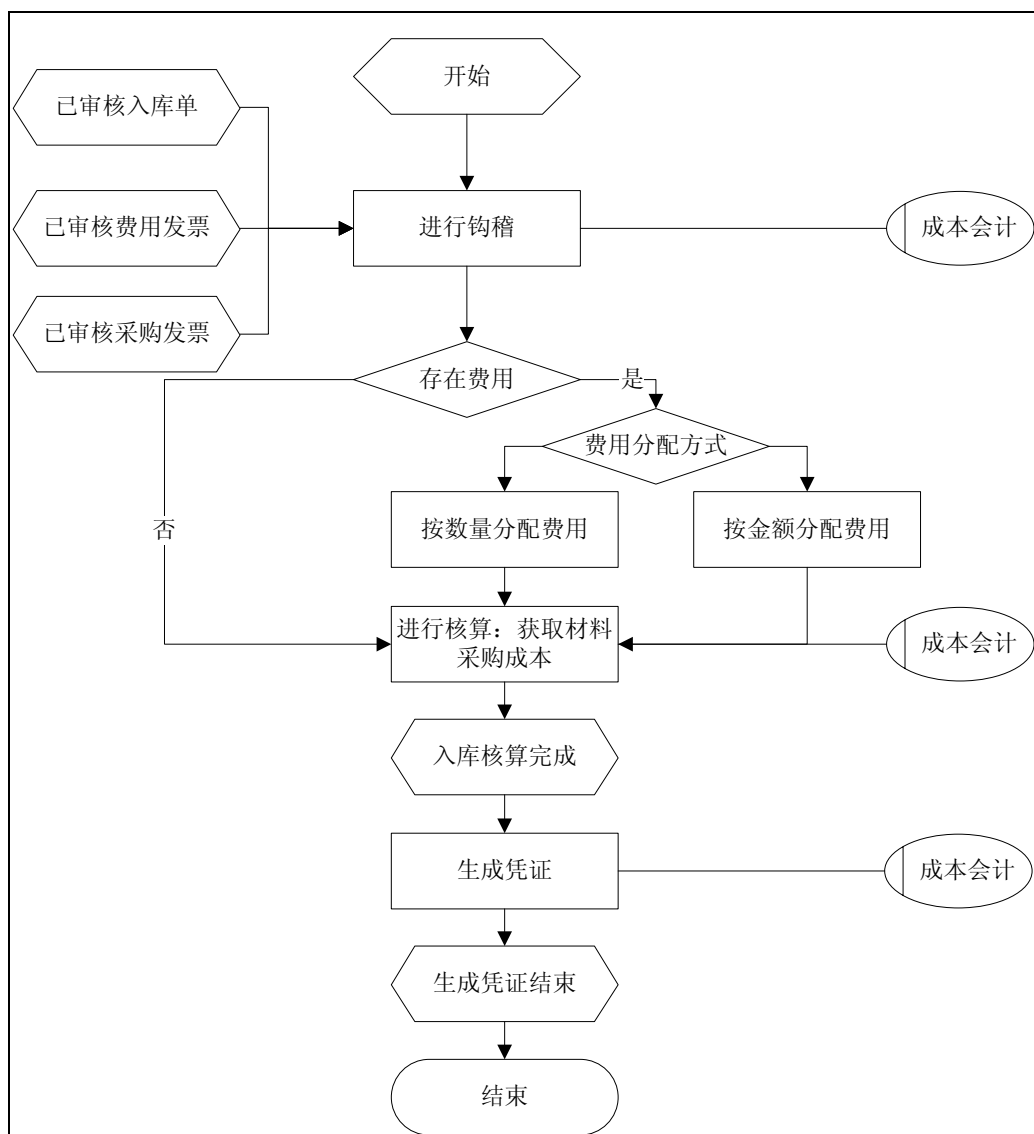 开始
已审核入库单
已审核费用发票
进行钩稽
成本会计
已审核采购发票
存在费用
是
费用分配方式
否
按数量分配费用
按金额分配费用
进行核算：获取材料
采购成本
成本会计
入库核算完成
生成凭证
成本会计
生成凭证结束
结束